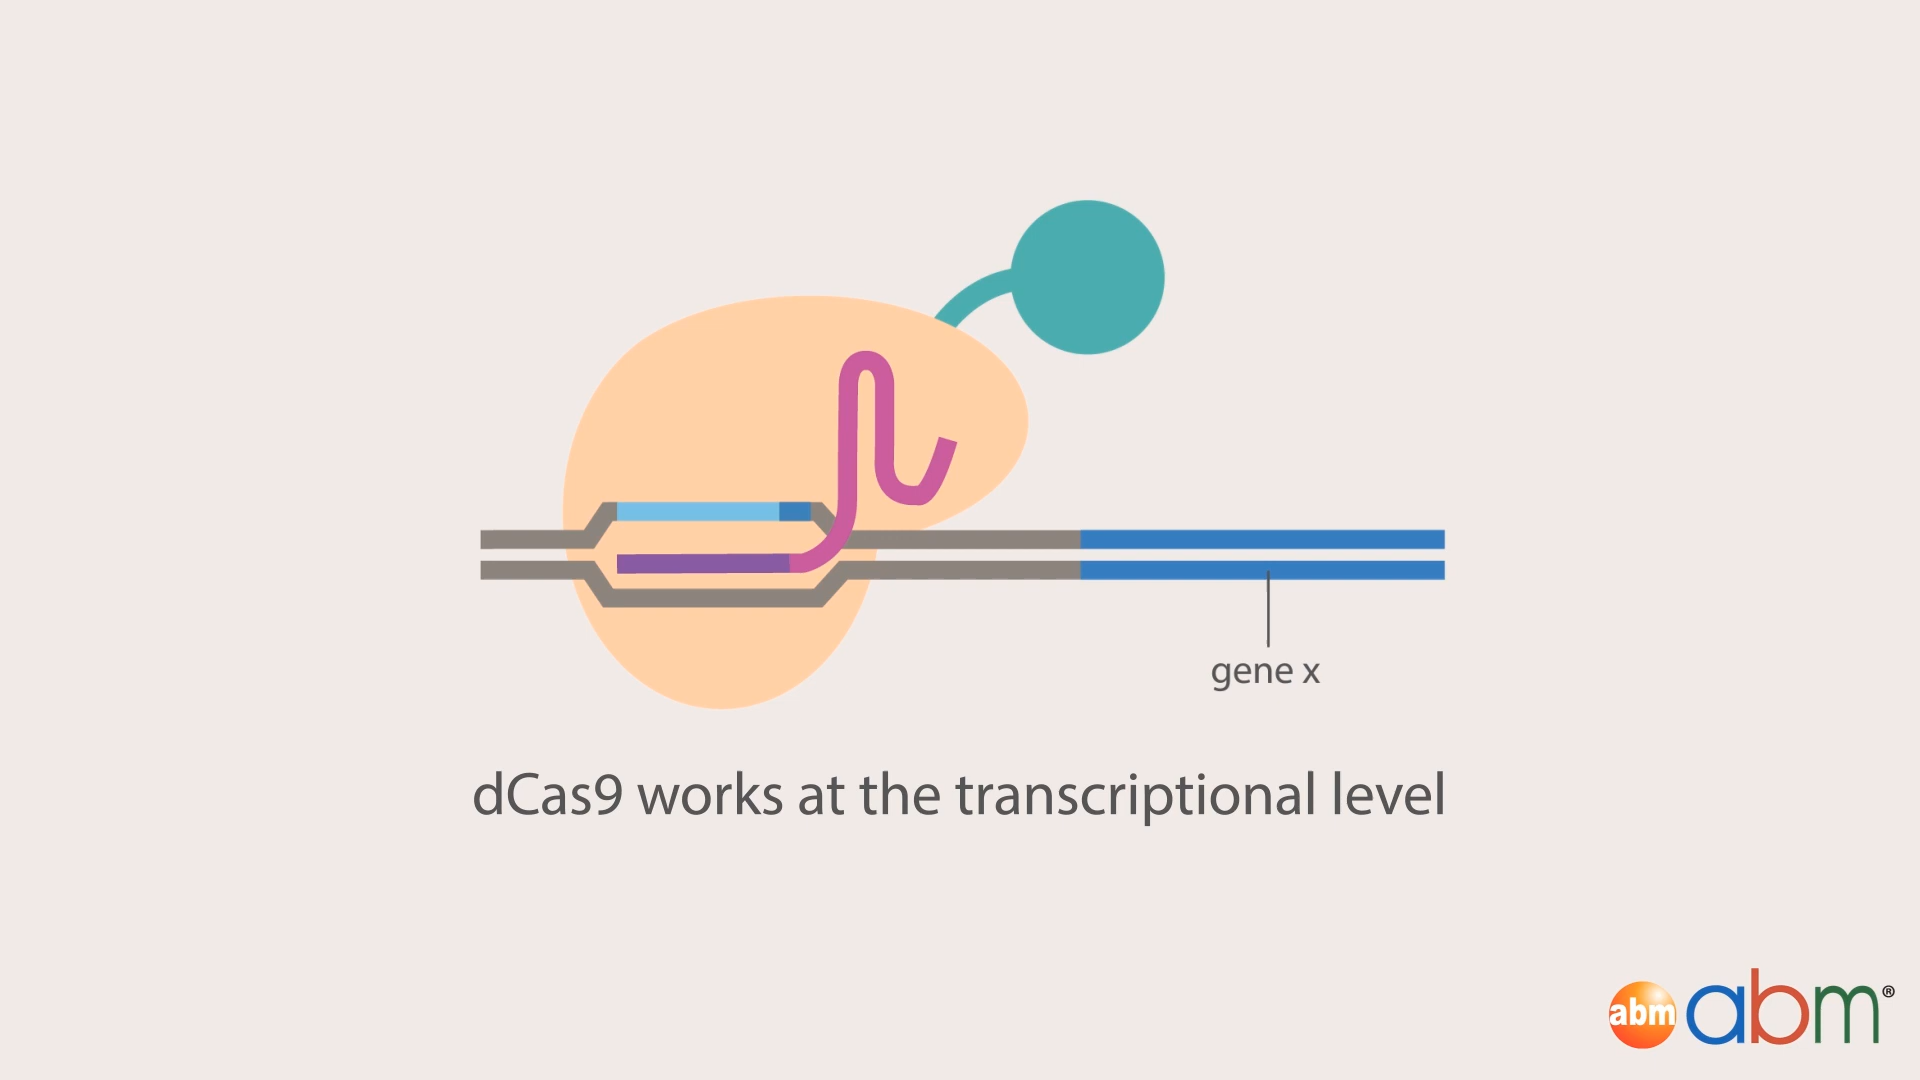 gene x
dCas9 works at the transcriptional level
abm abm®